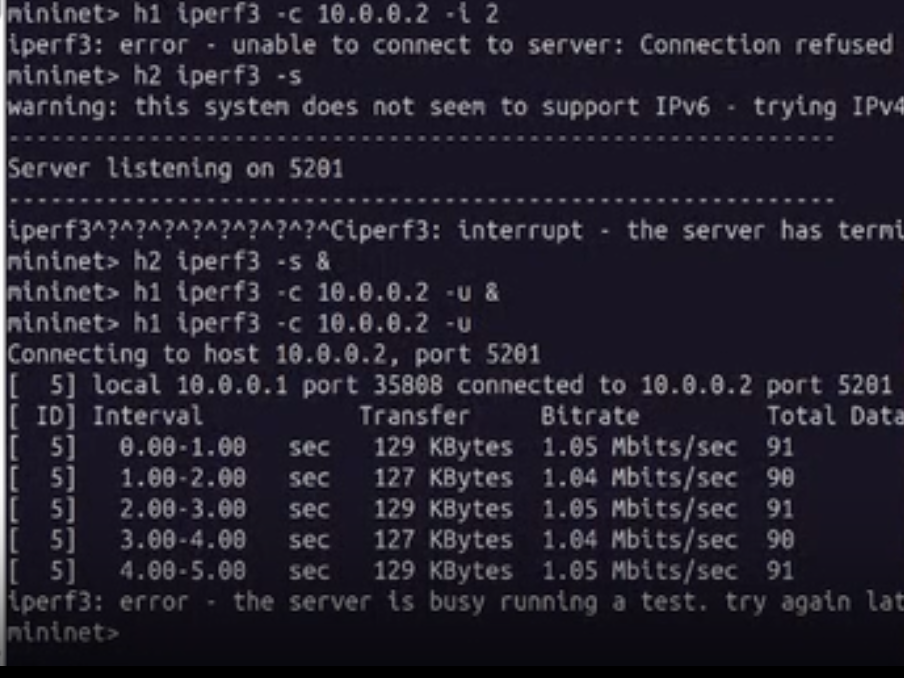 mininet> h1 iperf3 -c 10.0.0.2 -i 2
iperf3: error - unable to connect to server: Connection refused
mininet> h2 iperf3 -s
warning: this system does not seem to support IPv6 - trying IPv4
-----------------------------------------------------------
Server listening on 5201
-----------------------------------------------------------
iperf3^?^?^?^?^?^?^?^?^?^Ciperf3: interrupt - the server has termi
mininet> h2 iperf3 -s &
mininet> h1 iperf3 -c 10.0.0.2 -u &
mininet> h1 iperf3 -c 10.0.0.2 -u
Connecting to host 10.0.0.2, port 5201
[  5] local 10.0.0.1 port 35808 connected to 10.0.0.2 port 5201
[ ID] Interval           Transfer     Bitrate         Total Data
[  5]   0.00-1.00   sec   129 KBytes  1.05 Mbits/sec  91
[  5]   1.00-2.00   sec   127 KBytes  1.04 Mbits/sec  90
[  5]   2.00-3.00   sec   129 KBytes  1.05 Mbits/sec  91
[  5]   3.00-4.00   sec   127 KBytes  1.04 Mbits/sec  90
[  5]   4.00-5.00   sec   129 KBytes  1.05 Mbits/sec  91
iperf3: error - the server is busy running a test. try again lat
mininet>